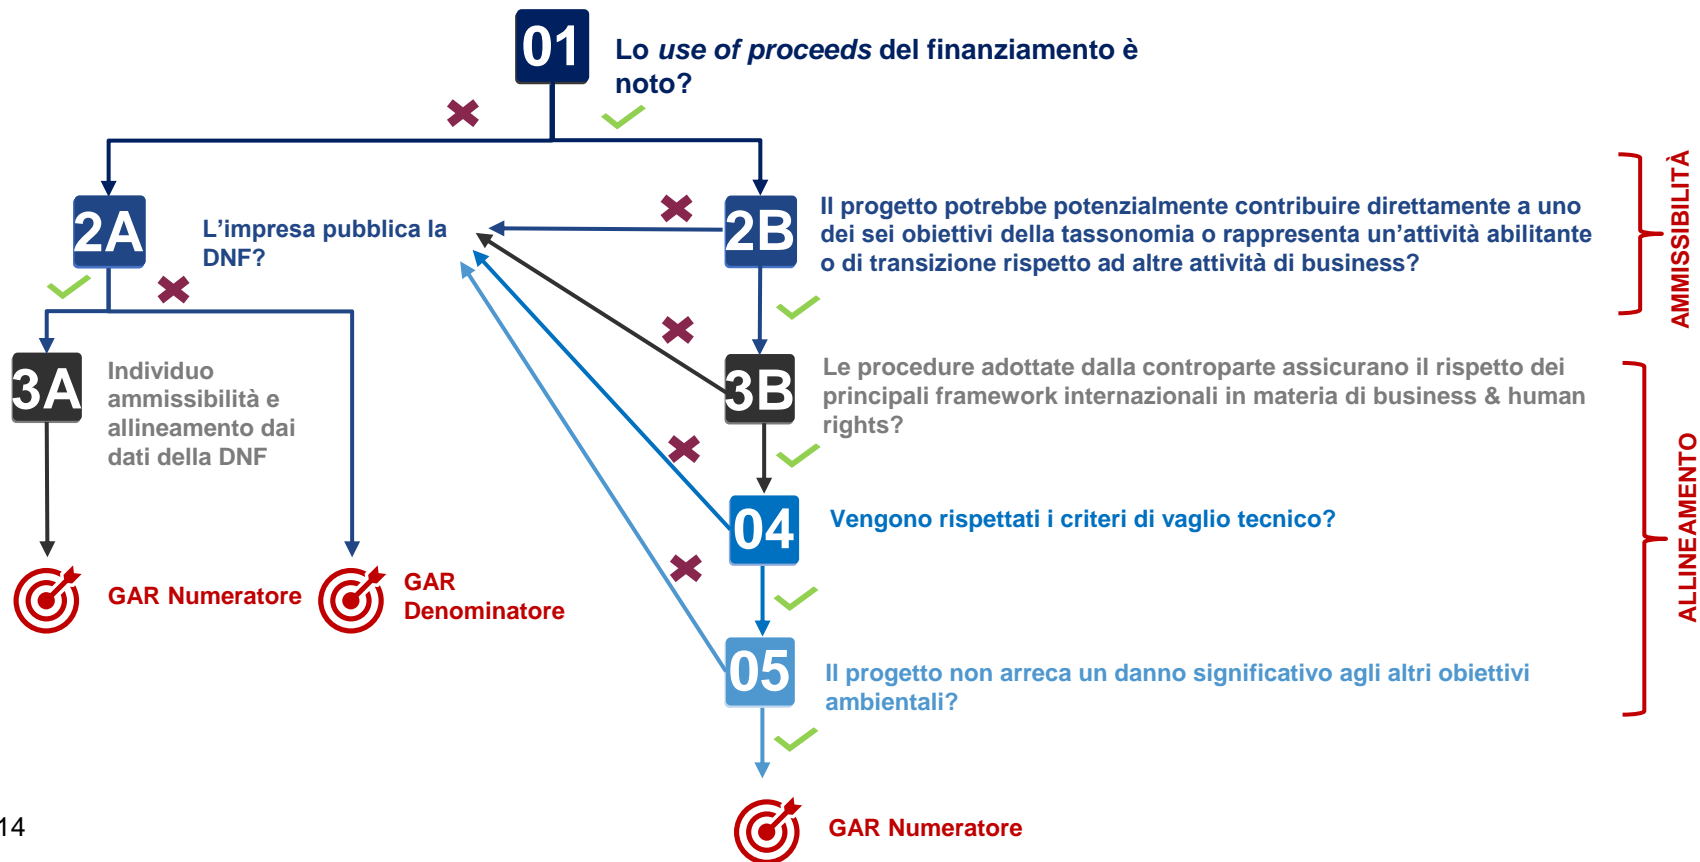 01
Lo use of proceeds del finanziamento è
noto?
2A
L'impresa pubblica la
DNF?
2B
Il progetto potrebbe potenzialmente contribuire direttamente a uno
dei sei obiettivi della tassonomia o rappresenta un'attività abilitante
o di transizione rispetto ad altre attività di business?
AMMISSIBILITÀ
3A
Individuo
ammissibilità e
allineamento dai
dati della DNF
3B
Le procedure adottate dalla controparte assicurano il rispetto dei
principali framework internazionali in materia di business & human
rights?
04
Vengono rispettati i criteri di vaglio tecnico?
ALLINEAMENTO
GAR Numeratore
GAR
Denominatore
05
Il progetto non arreca un danno significativo agli altri obiettivi
ambientali?
GAR Numeratore
14